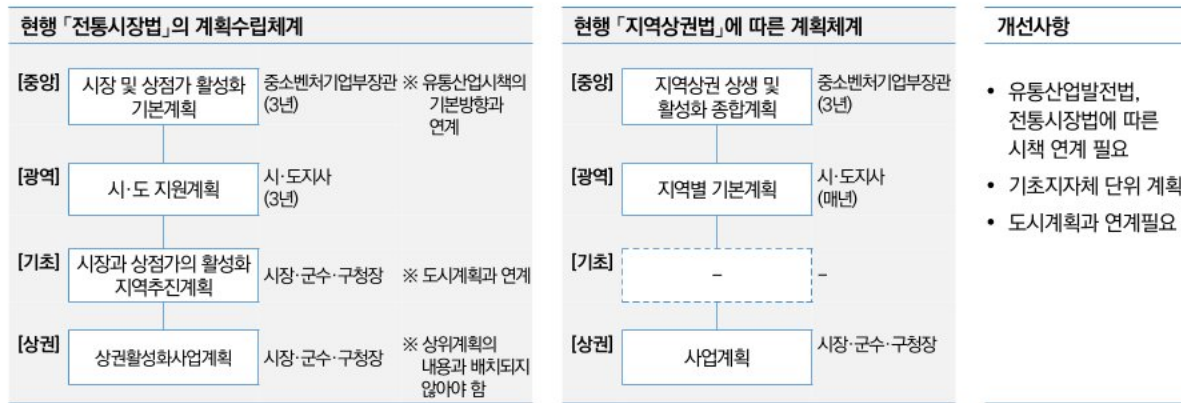 현행 「전통시장법」의 계획수립체계
[중앙]
시장 및 상점가 활성화
기본계획
중소벤처기업부장관
(3년)
※ 유통산업시책의
기본방향과
연계
[광역]
시·도 지원계획
시·도지사
(3년)
[기초]
시장과 상점가의 활성화
지역추진계획
시장·군수·구청장
※ 도시계획과 연계
[상권]
상권활성화사업계획
시장·군수·구청장
※ 상위계획의
내용과 배치되지
않아야 함
현행 「지역상권법」에 따른 계획체계
[중앙]
지역상권 상생 및
활성화 종합계획
중소벤처기업부장관
(3년)
[광역]
지역별 기본계획
시·도지사
(매년)
[기초]
-
-
[상권]
사업계획
시장·군수·구청장
개선사항
• 유통산업발전법,
전통시장법에 따른
시책 연계 필요
• 기초지자체 단위 계획
• 도시계획과 연계필요